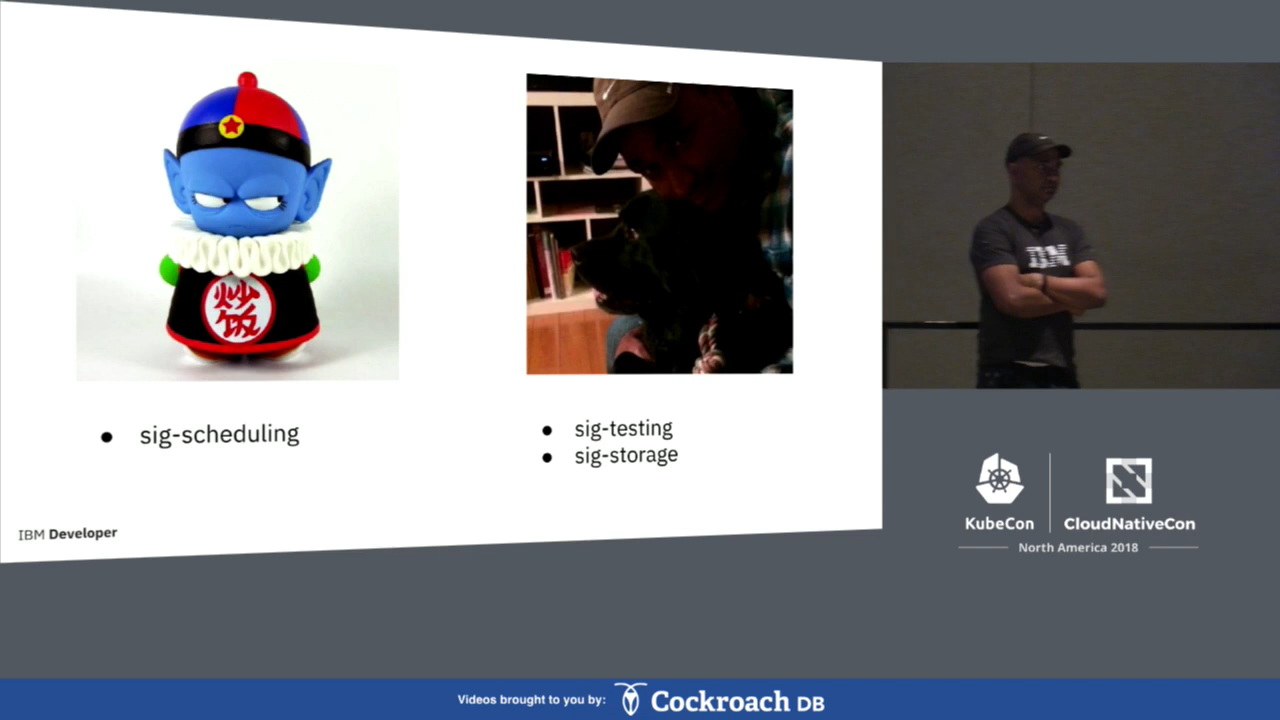 炒
饭
● sig-scheduling
● sig-testing
● sig-storage
IBM Developer
IBM
KubeCon
CloudNativeCon
North America 2018
Videos brought to you by:
Cockroach DB